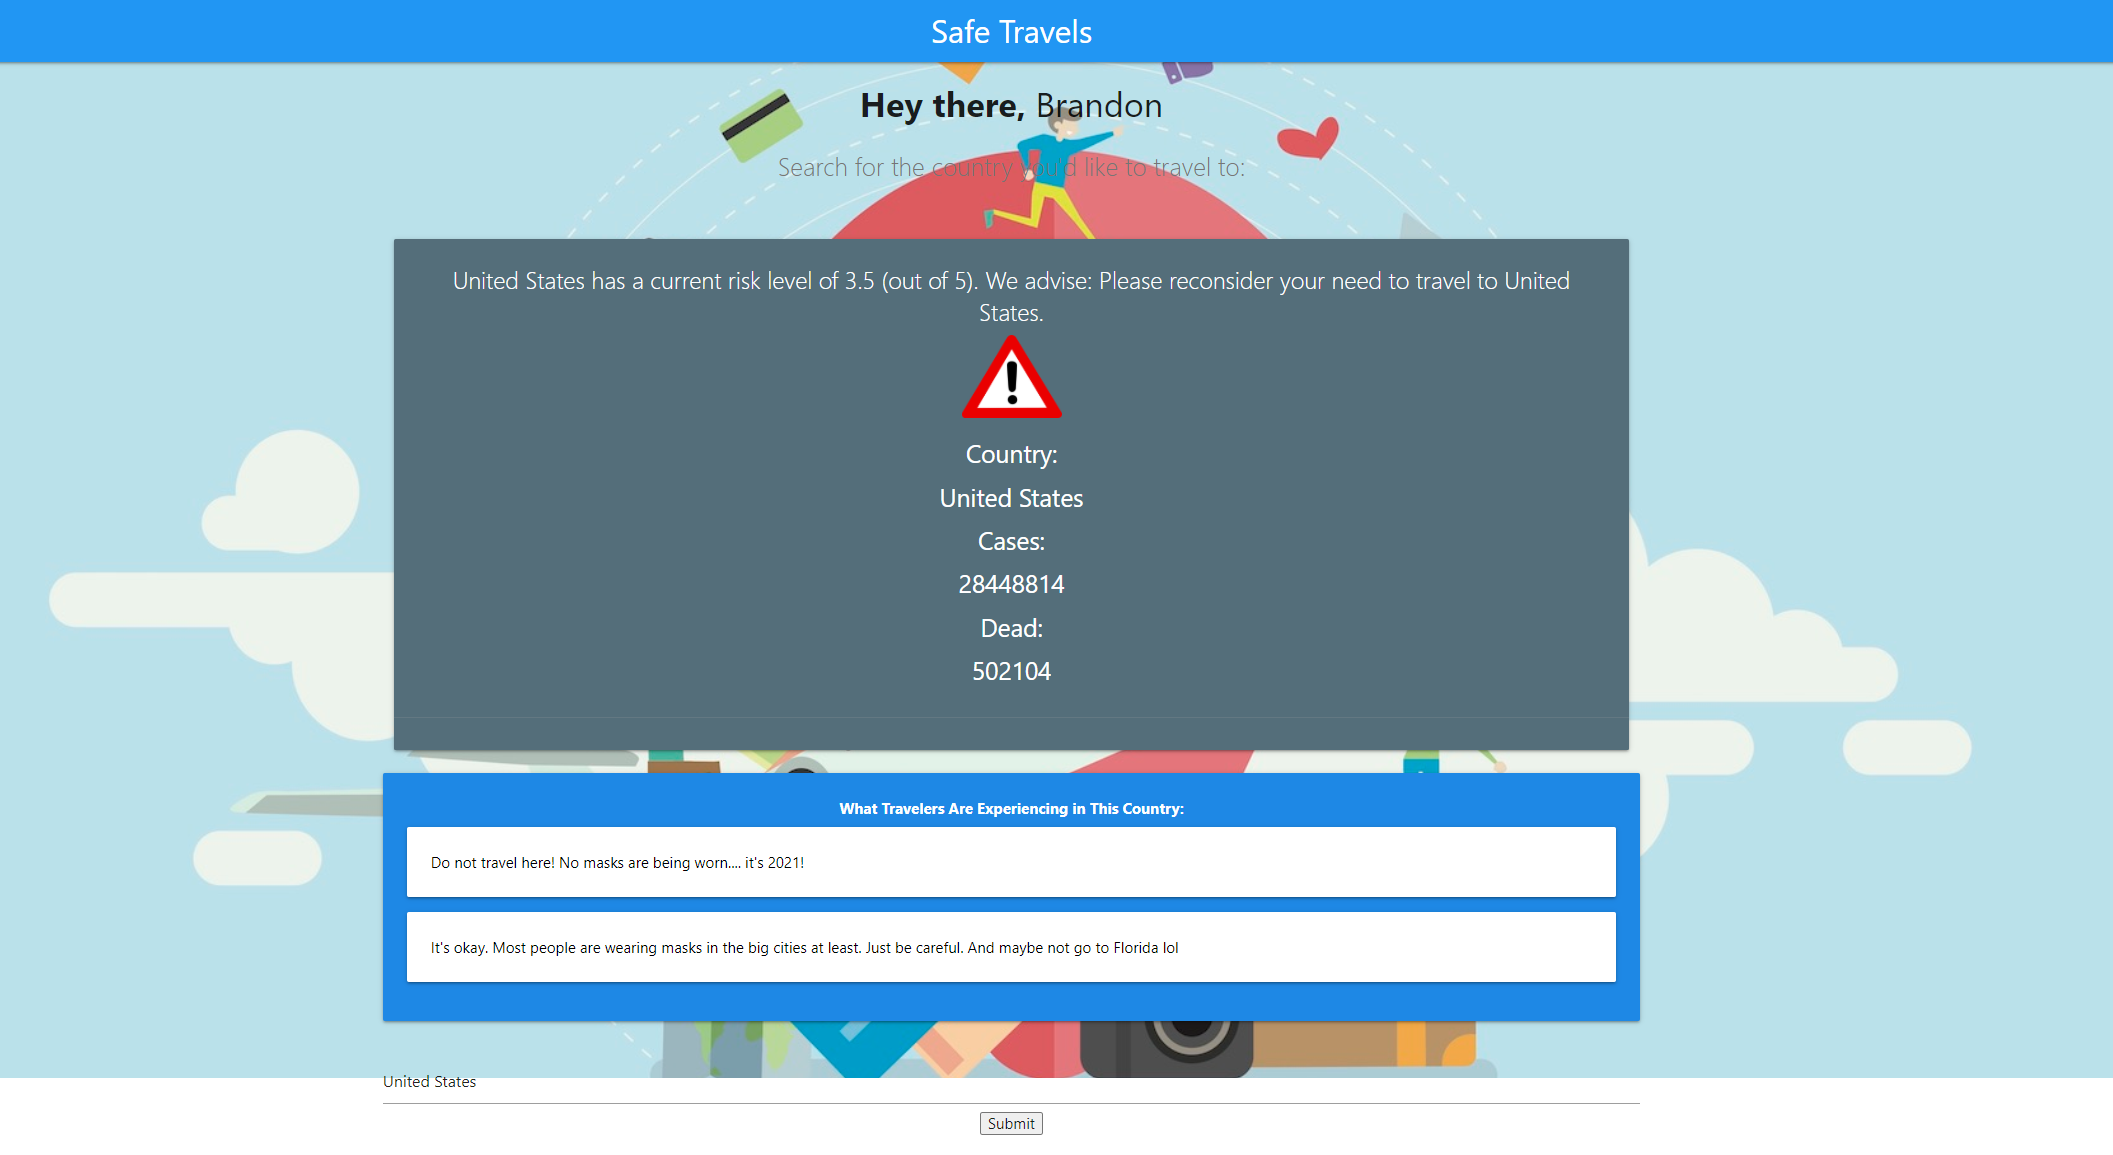 Safe Travels
Hey there, Brandon
Search for the country you'd like to travel to:
United States has a current risk level of 3.5 (out of 5). We advise: Please reconsider your need to travel to United
States.
Country:
United States
Cases:
28448814
Dead:
502104
What Travelers Are Experiencing in This Country:
Do not travel here! No masks are being worn.... it's 2021!
It's okay. Most people are wearing masks in the big cities at least. Just be careful. And maybe not go to Florida lol
United States
Submit